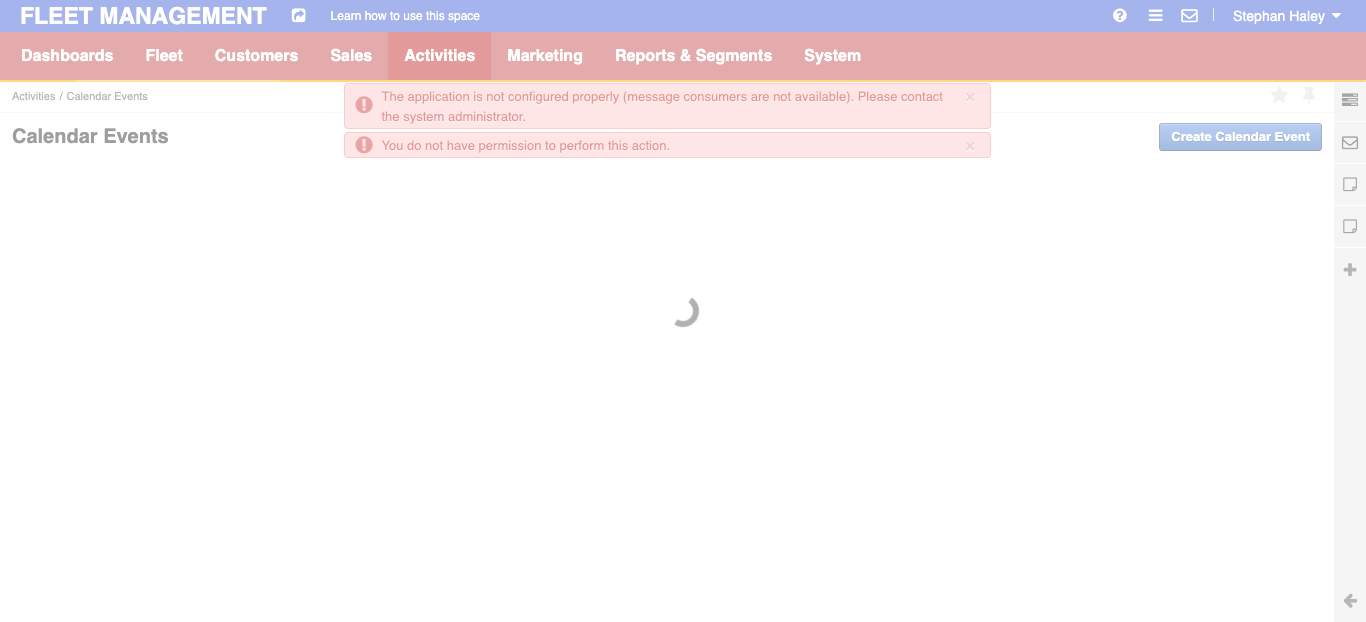 FLEET MANAGEMENT
Learn how to use this space
Stephan Haley
Dashboards
Fleet
Customers
Sales
Activities
Marketing
Reports & Segments
System
Activities / Calendar Events
The application is not configured properly (message consumers are not available). Please contact
the system administrator.
×
You do not have permission to perform this action.
×
Calendar Events
Create Calendar Event